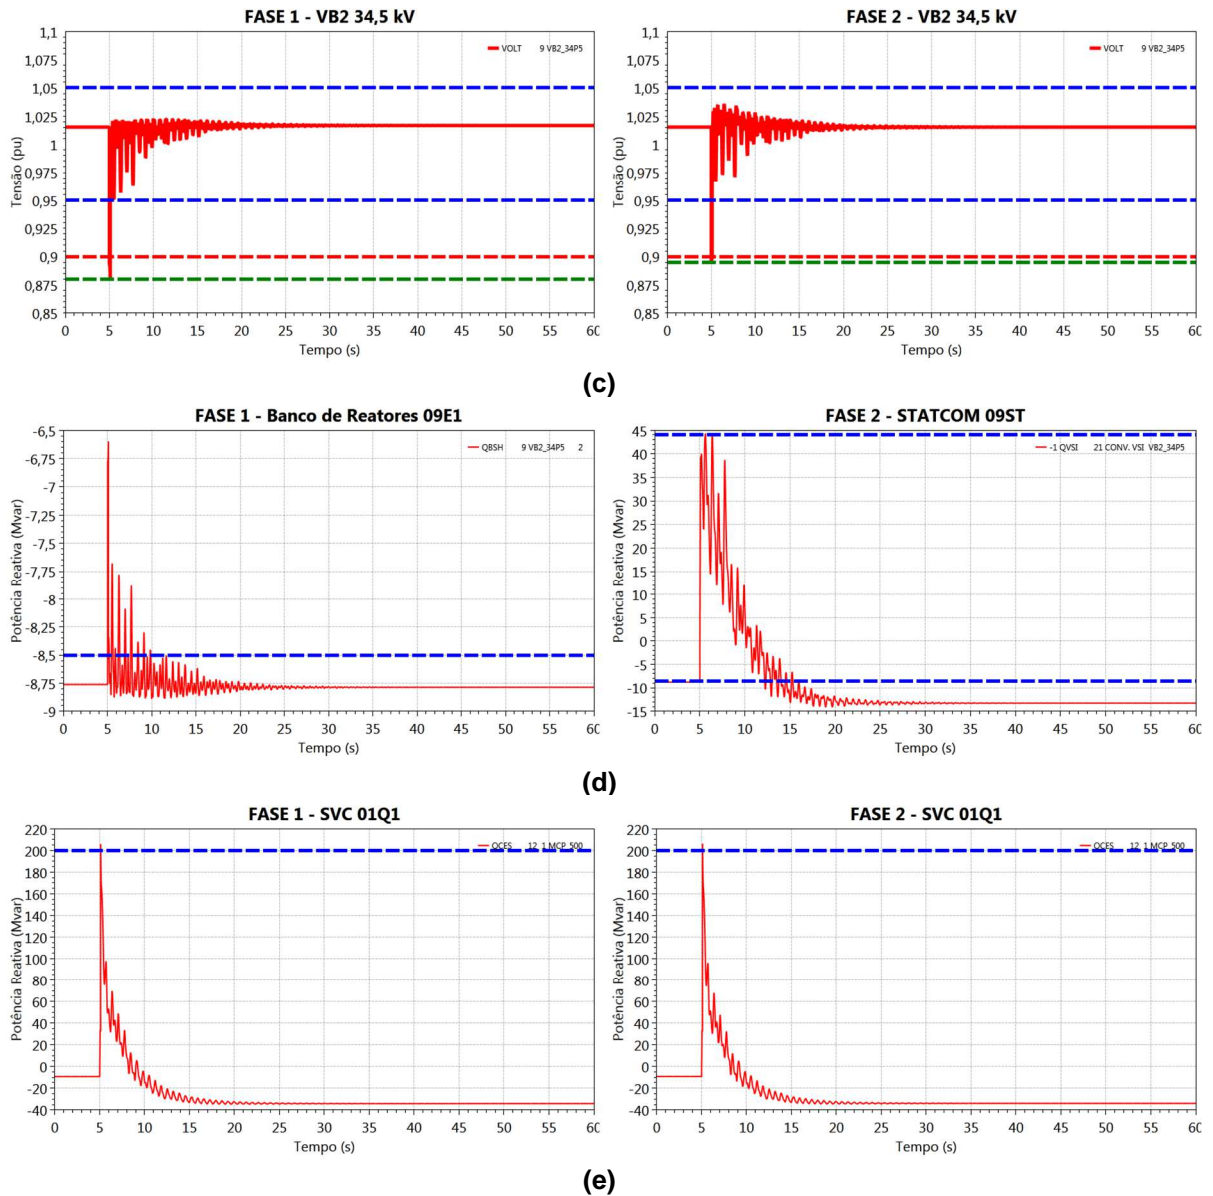 FASE 1 - VB2 34,5 kV
VOLT 9 VB2_34P5
Tensão (pu)
1,1
1,075
1,05
1,025
1
0,975
0,95
0,925
0,9
0,875
0,85
0 5 10 15 20 25 30 35 40 45 50 55 60
Tempo (s)
FASE 2 - VB2 34,5 kV
VOLT 9 VB2_34P5
Tensão (pu)
1,1
1,075
1,05
1,025
1
0,975
0,95
0,925
0,9
0,875
0,85
0 5 10 15 20 25 30 35 40 45 50 55 60
Tempo (s)
(c)
FASE 1 - Banco de Reatores 09E1
QBSH 9 VB2_34P5 2
Potência Reativa (Mvar)
-6,5
-6,75
-7
-7,25
-7,5
-7,75
-8
-8,25
-8,5
-8,75
-9
0 5 10 15 20 25 30 35 40 45 50 55 60
Tempo (s)
FASE 2 - STATCOM 09ST
-1 QVSI 21 CONV. VSI VB2_34P5
Potência Reativa (Mvar)
45
40
35
30
25
20
15
10
5
0
-5
-10
-15
0 5 10 15 20 25 30 35 40 45 50 55 60
Tempo (s)
(d)
FASE 1 - SVC 01Q1
QCES 12 1 MCP 500
Potência Reativa (Mvar)
220
200
180
160
140
120
100
80
60
40
20
0
-20
-40
0 5 10 15 20 25 30 35 40 45 50 55 60
Tempo (s)
FASE 2 - SVC 01Q1
QCES 12 1 MCP 500
Potência Reativa (Mvar)
220
200
180
160
140
120
100
80
60
40
20
0
-20
-40
0 5 10 15 20 25 30 35 40 45 50 55 60
Tempo (s)
(e)